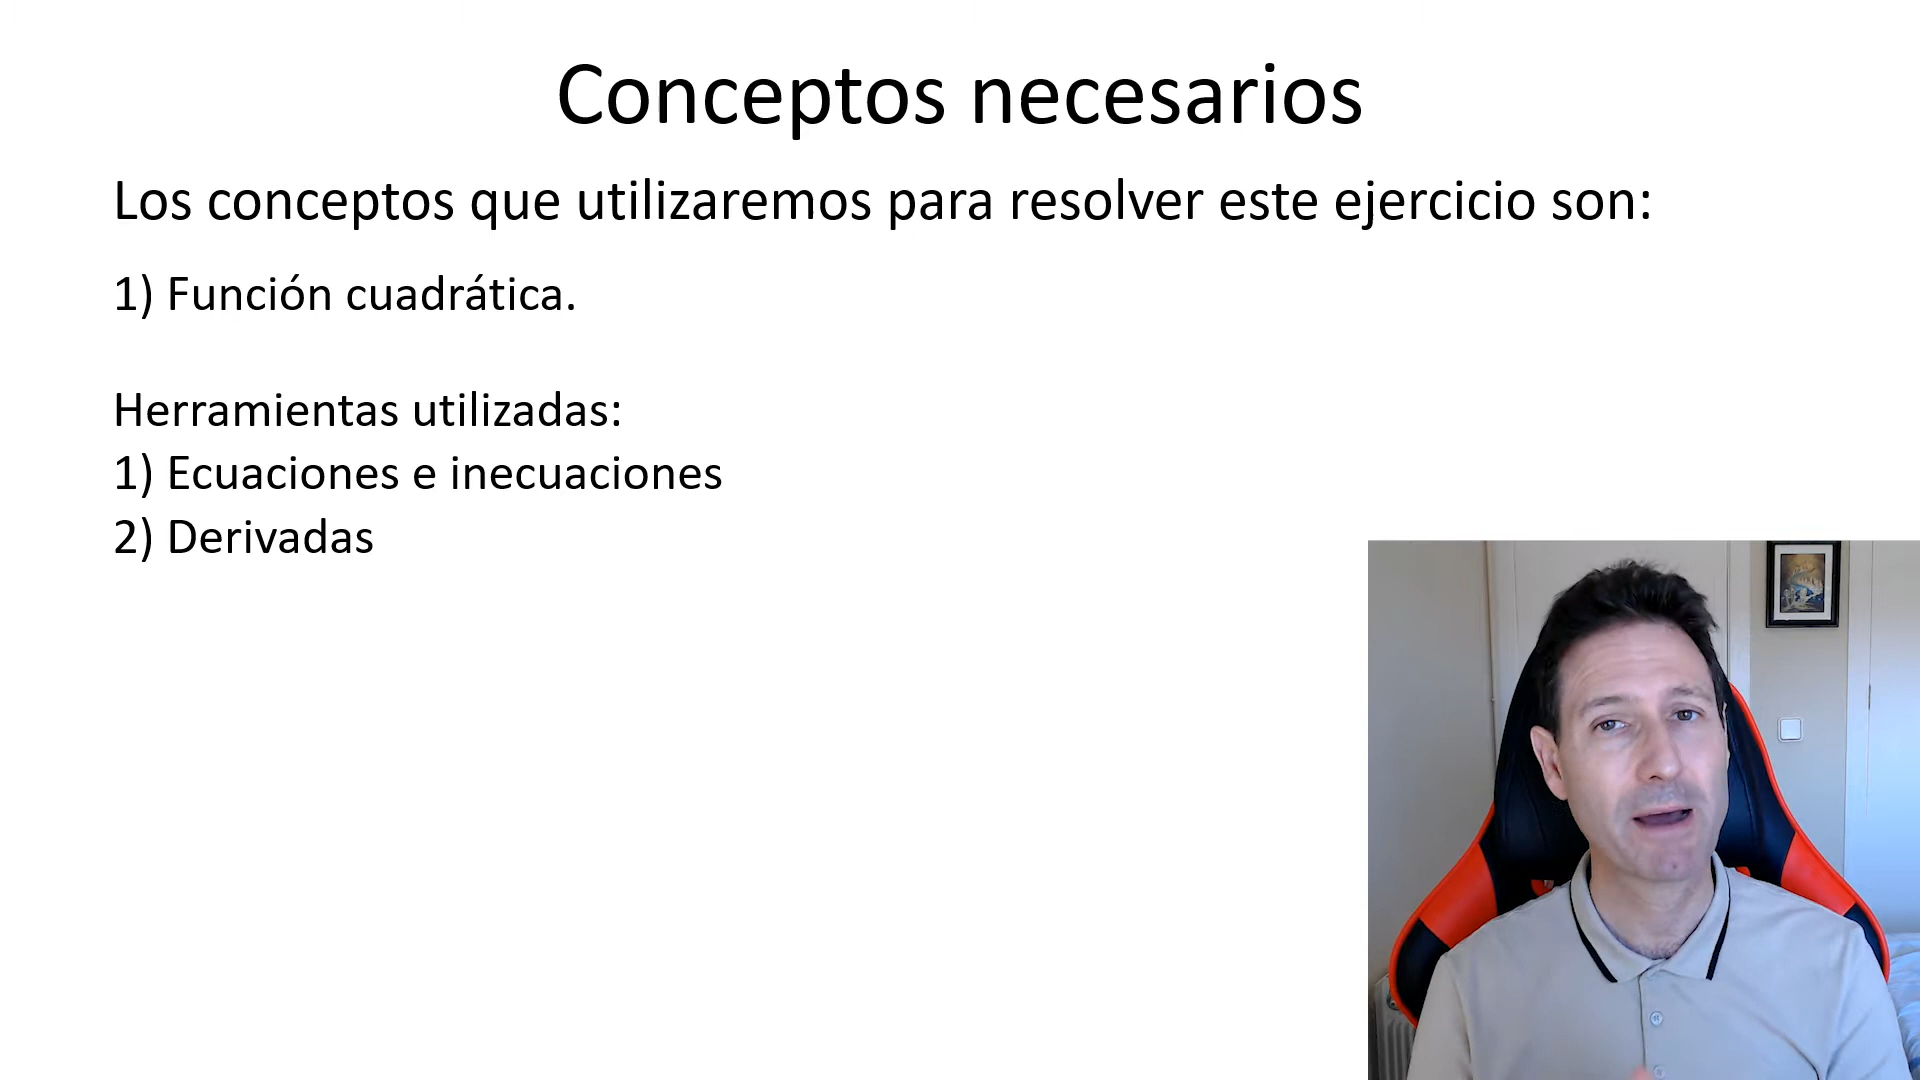 Conceptos necesarios
Los conceptos que utilizaremos para resolver este ejercicio son:
1) Función cuadrática.
Herramientas utilizadas:
1) Ecuaciones e inecuaciones
2) Derivadas